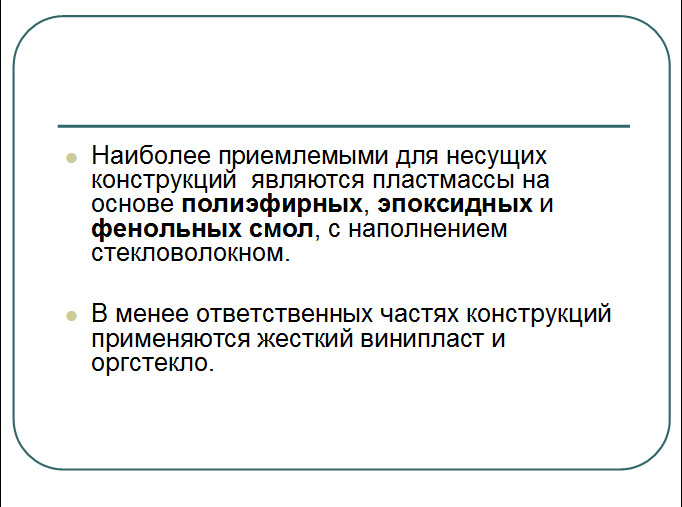 Наиболее приемлемыми для несущих
конструкций  являются пластмассы на
основе полиэфирных, эпоксидных и
фенольных смол, с наполнением
стекловолокном.
В менее ответственных частях конструкций
применяются жесткий винипласт и
оргстекло.